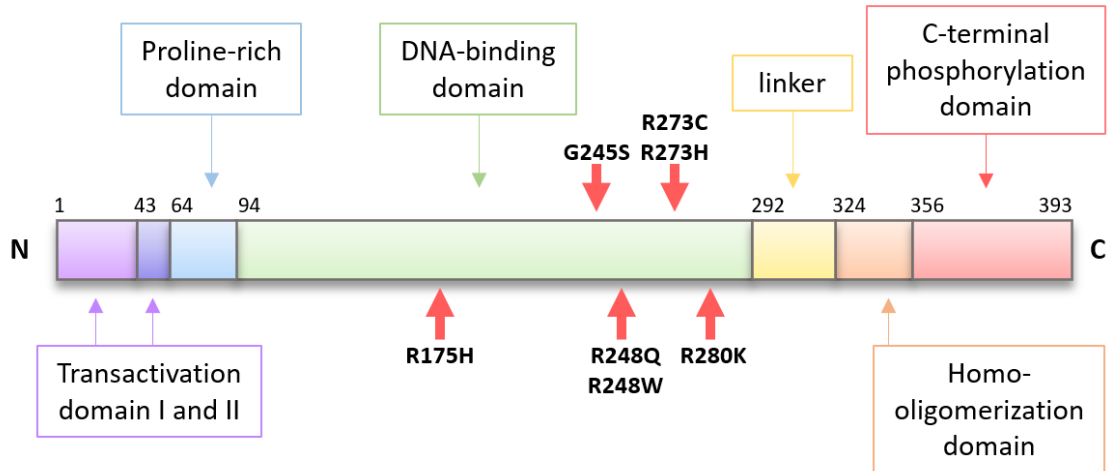 Proline-rich
domain
DNA-binding
domain
linker
C-terminal
phosphorylation
domain
G245S
R273C
R273H
1 43 64 94 292 324 356 393
N
C
R175H
R248Q
R248W
R280K
Transactivation
domain I and II
Homo-
oligomerization
domain